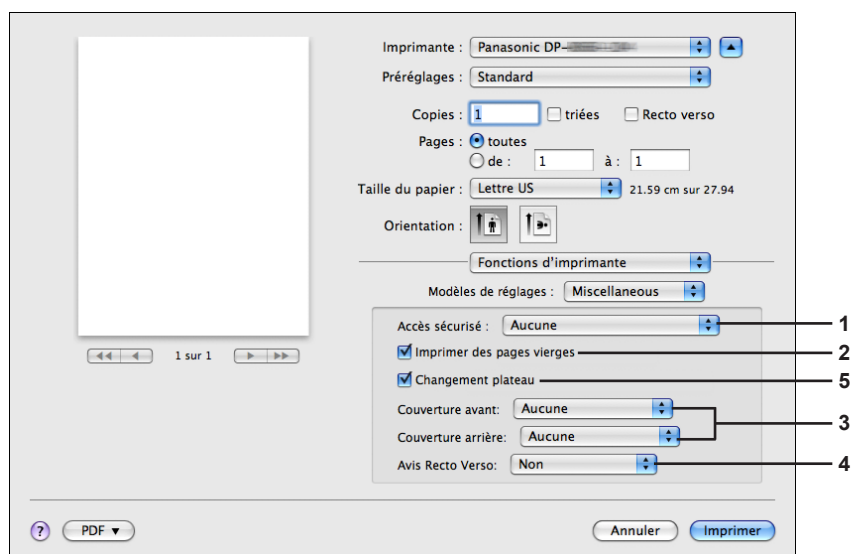 Imprimante : Panasonic DP-
Préréglages : Standard
Copies : 1 triées Recto verso
Pages : toutes
de : 1 à : 1
Taille du papier : Lettre US 21.59 cm sur 27.94
Orientation :
Fonctions d'imprimante
Modèles de réglages : Miscellaneous
Accès sécurisé : Aucune 1
1 sur 1
Imprimer des pages vierges 2
Changement plateau 5
Couverture avant: Aucune
3
Couverture arrière: Aucune
Avis Recto Verso: Non 4
? PDF ▼ Annuler Imprimer